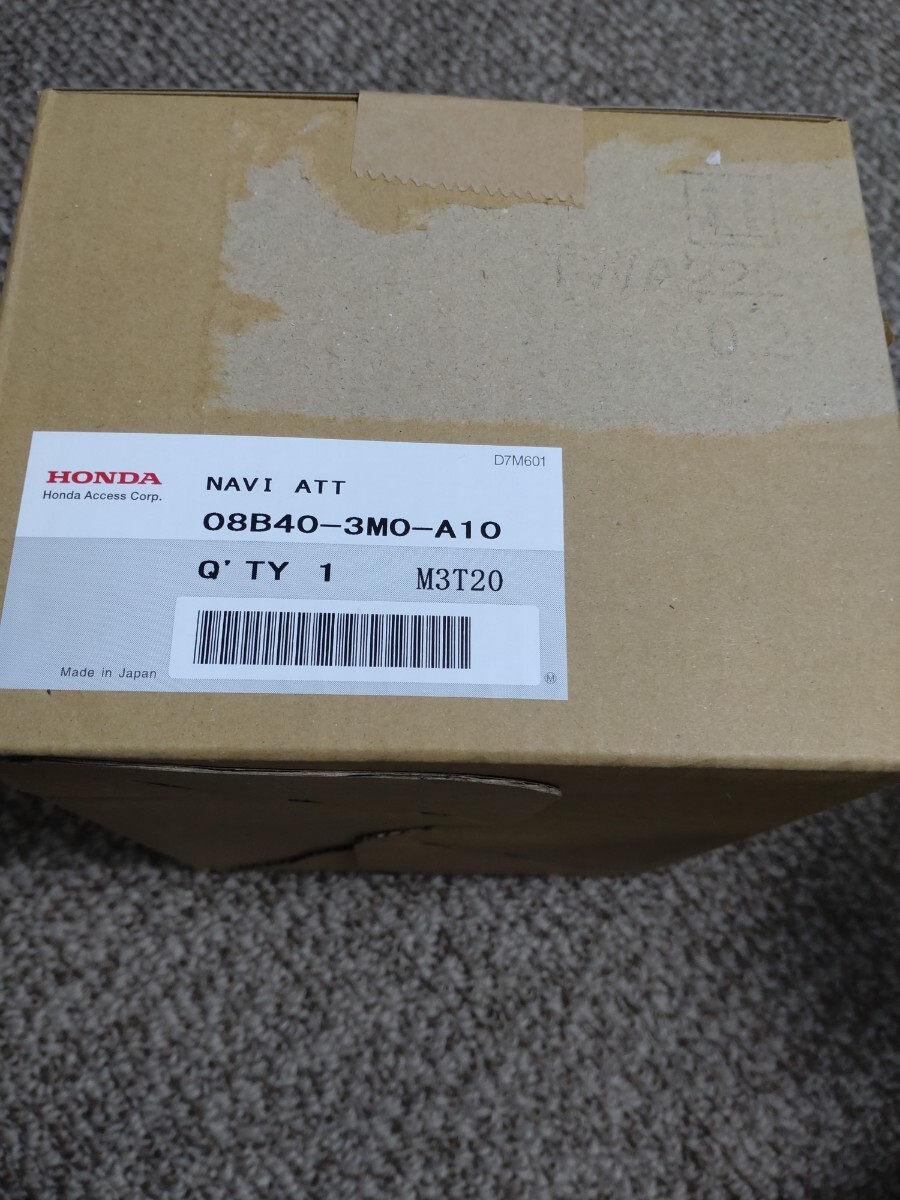 D7M601
HONDA
Honda Access Corp.
NAVI ATT
08B40-3M0-A10
Q'TY 1 M3T20
Made in Japan
M